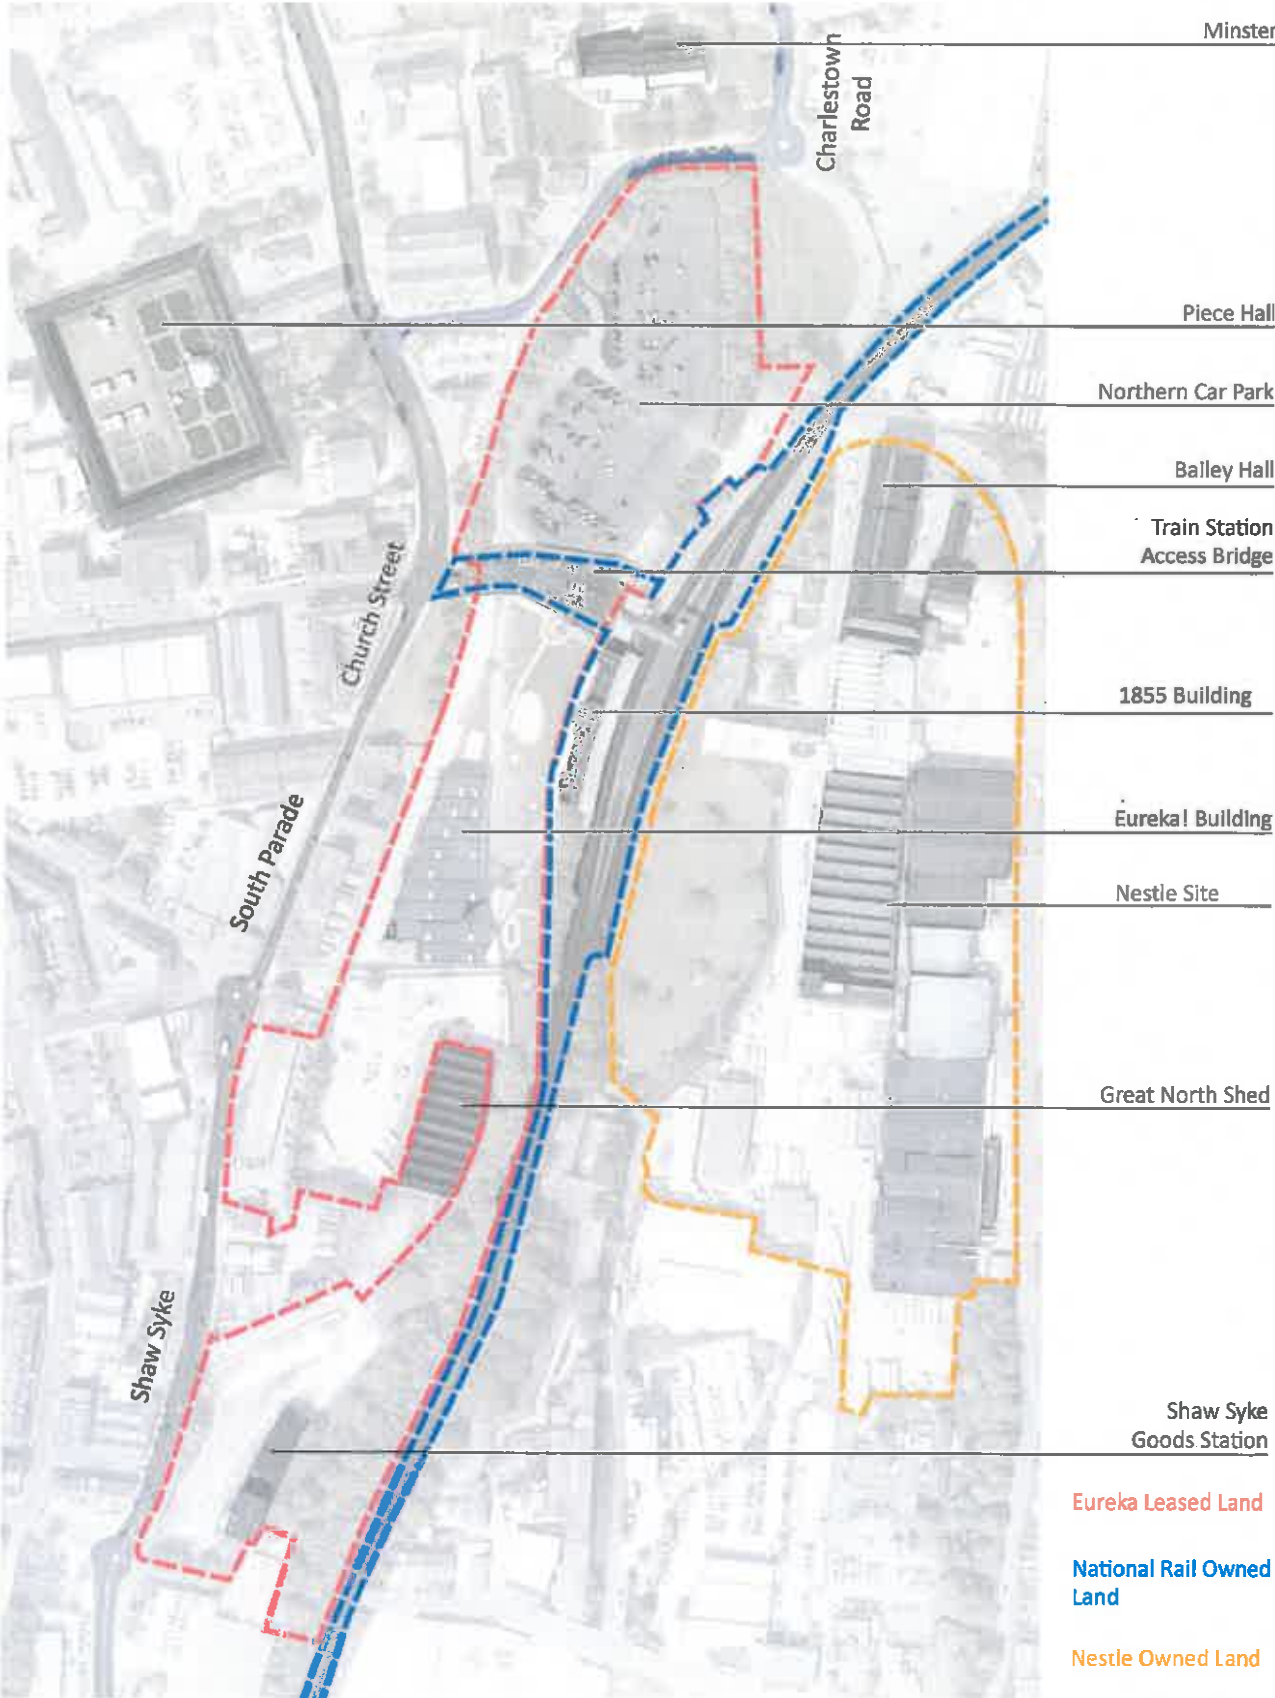 Minster
Charlestown
Road
Piece Hall
Northern Car Park
Bailey Hall
Train Station
Access Bridge
Church Street
1855 Building
South Parade
Eureka! Building
Nestle Site
Great North Shed
Shaw Syke
Shaw Syke
Goods Station
Eureka Leased Land
National Rail Owned
Land
Nestle Owned Land